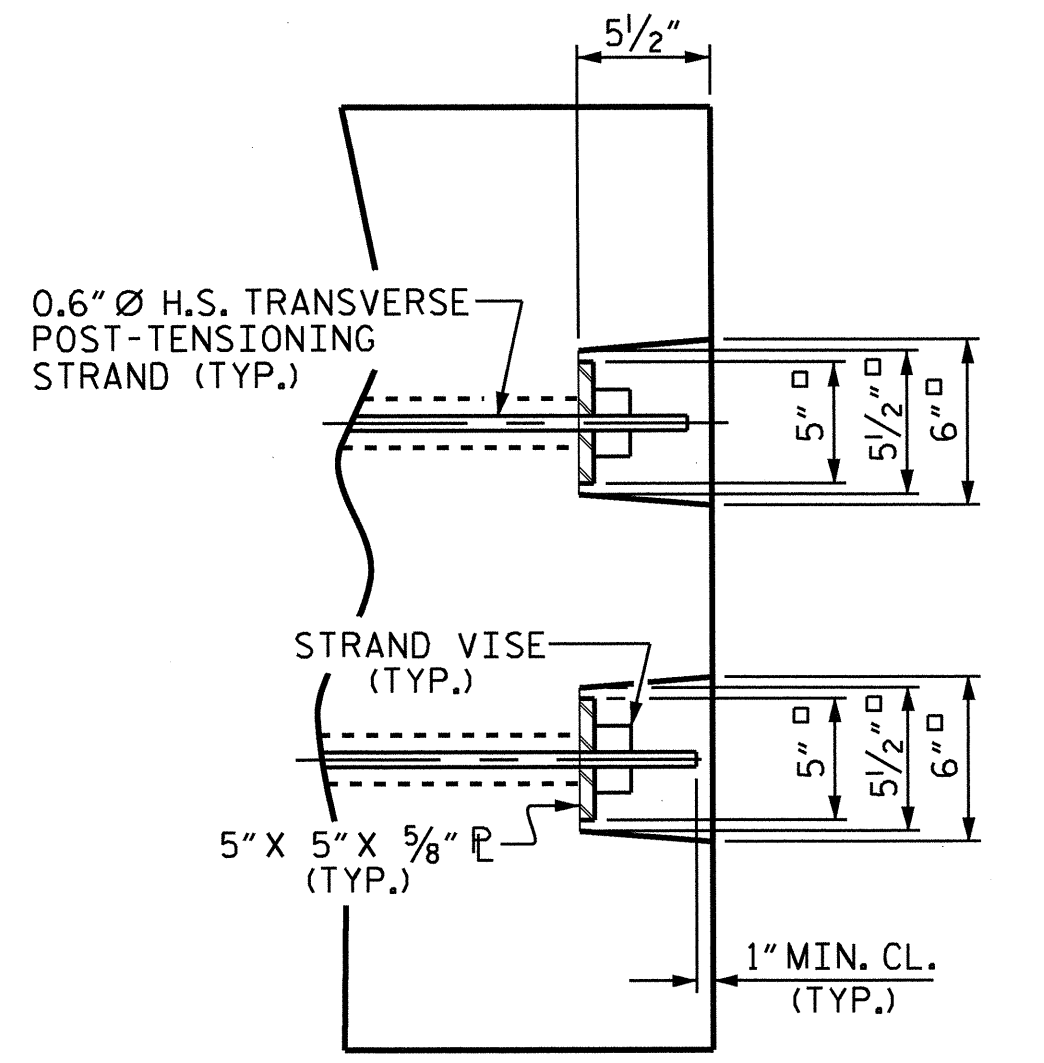 5½"
0.6" Ø H.S. TRANSVERSE
POST-TENSIONING
STRAND (TYP.)
5" □
5½" □
6" □
STRAND VISE
(TYP.)
5" □
5½" □
6" □
5" X 5" X ⅝" ℄
(TYP.)
1" MIN. CL.
(TYP.)